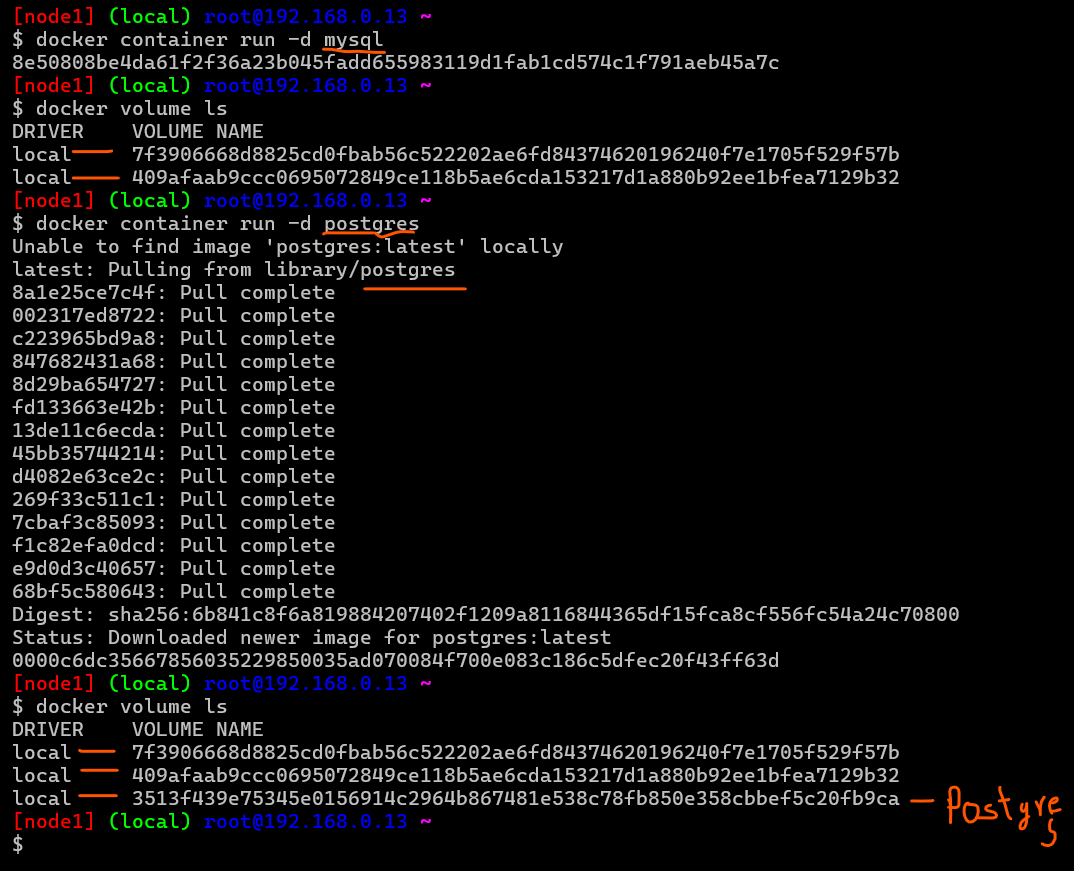 [node1] (local) root@192.168.0.13 ~
$ docker container run -d mysql
8e50808be4da61f2f36a23b045fadd655983119d1fab1cd574c1f791aeb45a7c
[node1] (local) root@192.168.0.13 ~
$ docker volume ls
DRIVER    VOLUME NAME
local     7f3906668d8825cd0fbab56c522202ae6fd84374620196240f7e1705f529f57b
local     409afaab9ccc0695072849ce118b5ae6cda153217d1a880b92ee1bfea7129b32
[node1] (local) root@192.168.0.13 ~
$ docker container run -d postgres
Unable to find image 'postgres:latest' locally
latest: Pulling from library/postgres
8a1e25ce7c4f: Pull complete
002317ed8722: Pull complete
c223965bd9a8: Pull complete
847682431a68: Pull complete
8d29ba654727: Pull complete
fd133663e42b: Pull complete
13de11c6ecda: Pull complete
45bb35744214: Pull complete
d4082e63ce2c: Pull complete
269f33c511c1: Pull complete
7cbaf3c85093: Pull complete
f1c82efa0dcd: Pull complete
e9d0d3c40657: Pull complete
68bf5c580643: Pull complete
Digest: sha256:6b841c8f6a819884207402f1209a8116844365df15fca8cf556fc54a24c70800
Status: Downloaded newer image for postgres:latest
0000c6dc35667856035229850035ad070084f700e083c186c5dfec20f43ff63d
[node1] (local) root@192.168.0.13 ~
$ docker volume ls
DRIVER    VOLUME NAME
local     7f3906668d8825cd0fbab56c522202ae6fd84374620196240f7e1705f529f57b
local     409afaab9ccc0695072849ce118b5ae6cda153217d1a880b92ee1bfea7129b32
local     3513f439e75345e0156914c2964b867481e538c78fb850e358cbbef5c20fb9ca – Postgres
[node1] (local) root@192.168.0.13 ~
$